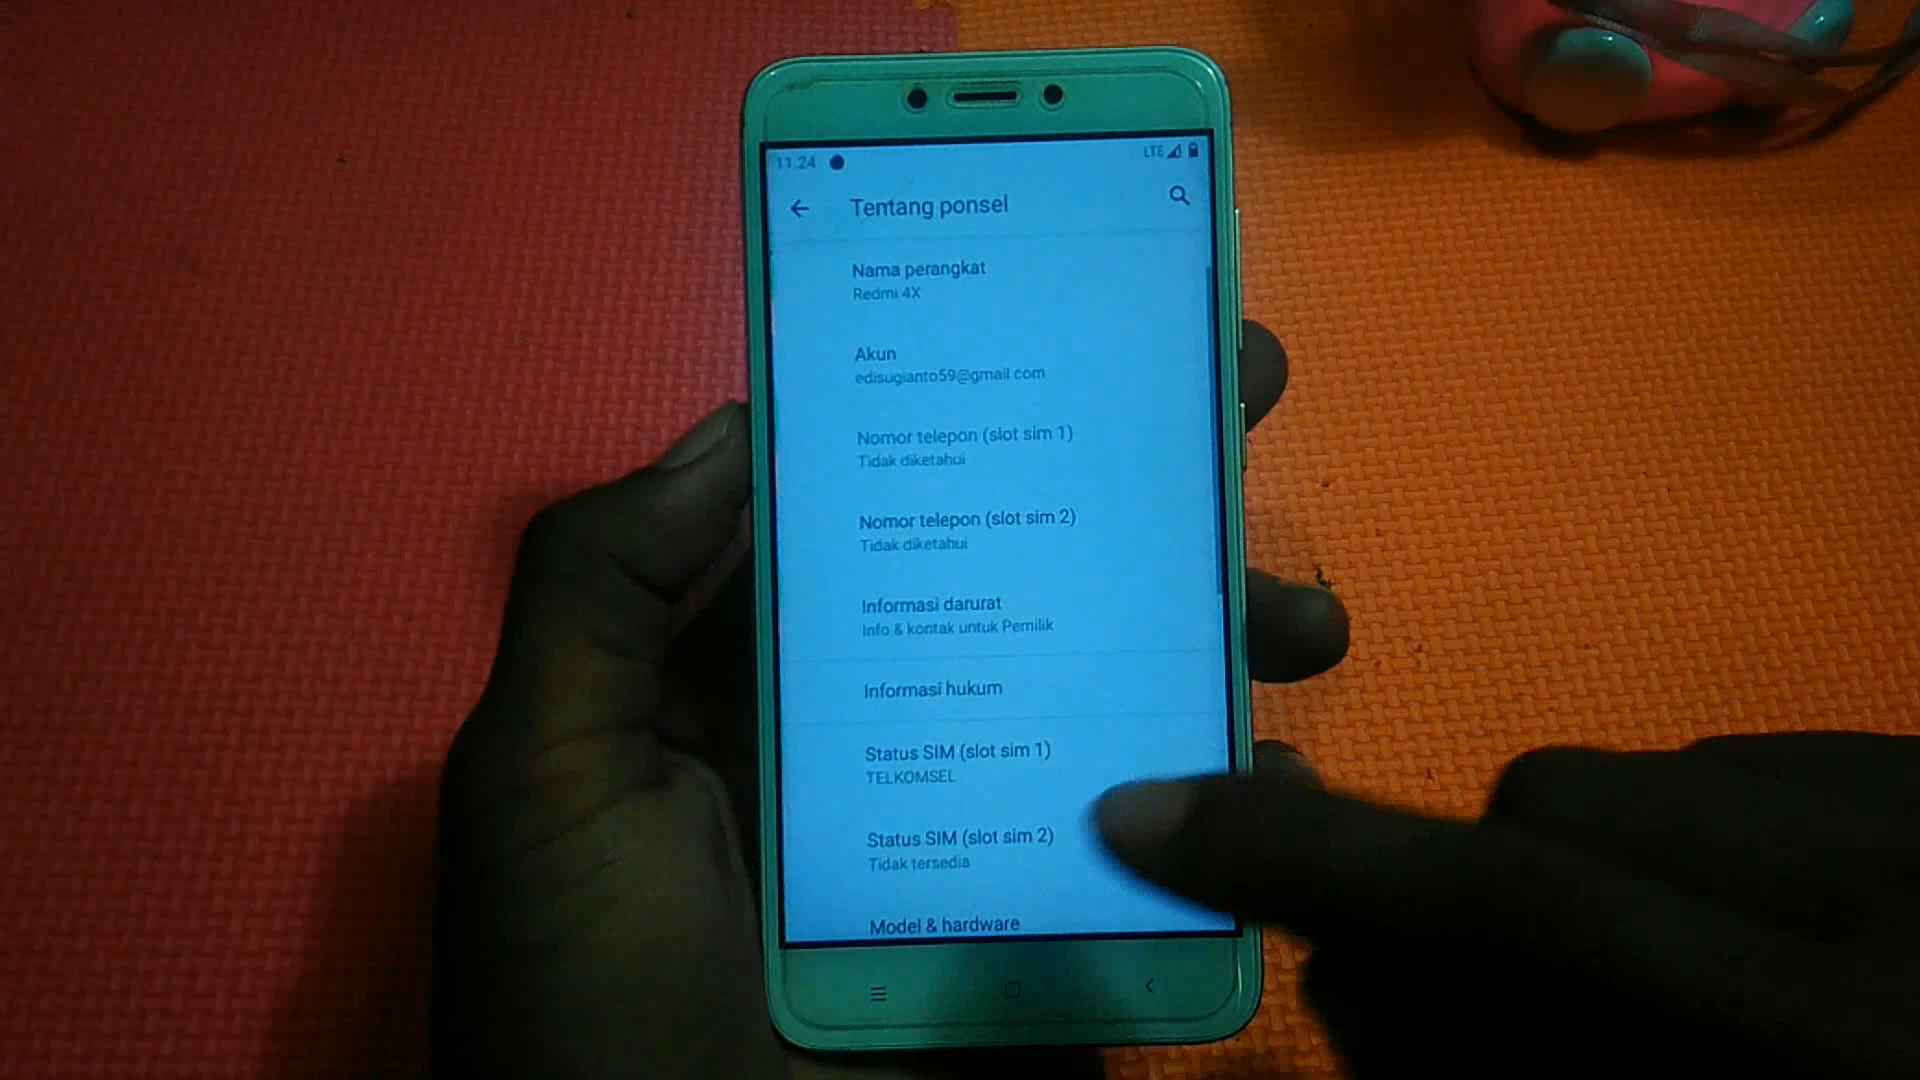 11.24
LTE
Tentang ponsel
Nama perangkat
Redmi 4X
Akun
edisugianto59@gmail.com
Nomor telepon (slot sim 1)
Tidak diketahui
Nomor telepon (slot sim 2)
Tidak diketahui
Informasi darurat
Info & kontak untuk Pemilik
Informasi hukum
Status SIM (slot sim 1)
TELKOMSEL
Status SIM (slot sim 2)
Tidak tersedia
Model & hardware